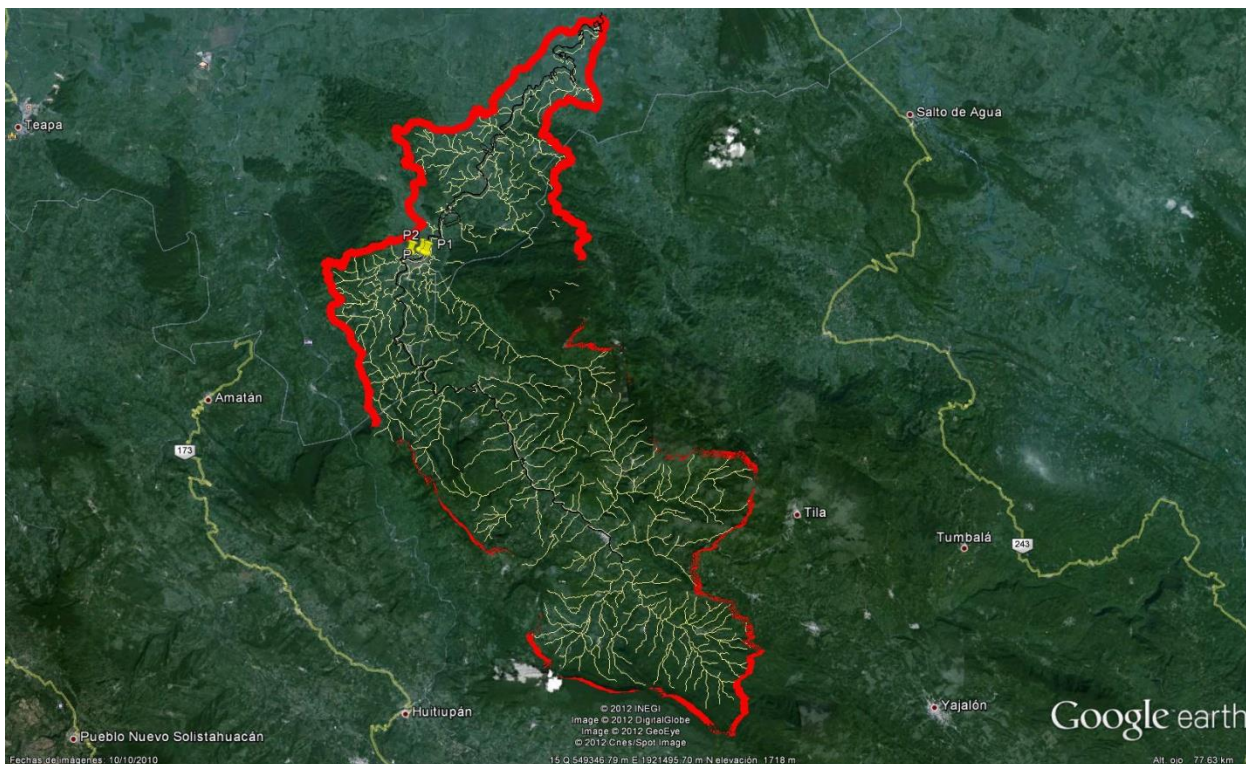 Teapa
Salto de Agua
P2
P1
P
Amatán
173
Tila
Tumbalá
243
Huitiupán
Yajalón
Pueblo Nuevo Solistahuacán
© 2012 INEGI
Image © 2012 DigitalGlobe
Image © 2012 GeoEye
© 2012 Cnes/Spot Image
Google earth
Fechas de imágenes: 10/10/2010
15 Q 549346.79 m E 1921495.70 m N elevación 1718 m
Alt. ojo 77.63 km